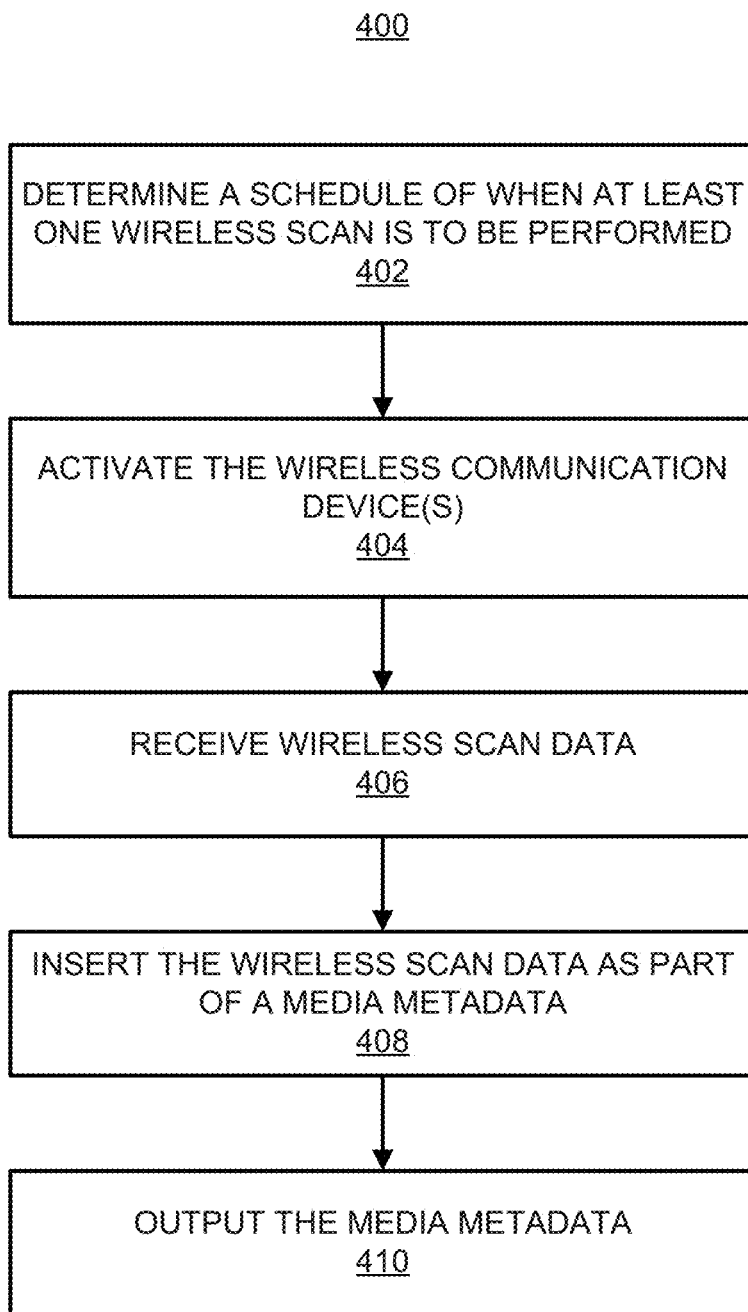 400
DETERMINE A SCHEDULE OF WHEN AT LEAST
ONE WIRELESS SCAN IS TO BE PERFORMED
402
ACTIVATE THE WIRELESS COMMUNICATION
DEVICE(S)
404
RECEIVE WIRELESS SCAN DATA
406
INSERT THE WIRELESS SCAN DATA AS PART
OF A MEDIA METADATA
408
OUTPUT THE MEDIA METADATA
410